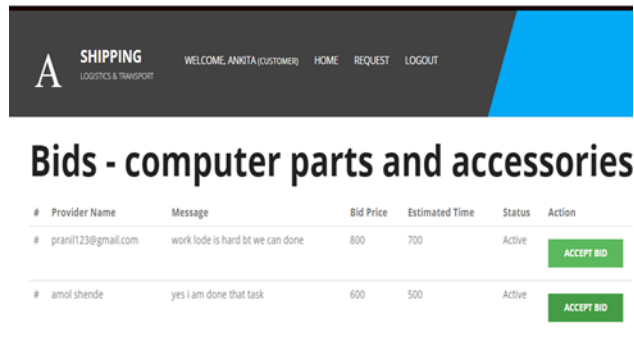 A SHIPPING
LOGISTICS & TRANSPORT
WELCOME, ANKITA (CUSTOMER) HOME REQUEST LOGOUT
Bids - computer parts and accessories
# Provider Name Message Bid Price Estimated Time Status Action
# pranil123@gmail.com work lode is hard bt we can done 800 700 Active ACCEPT BID
# amol shende yes i am done that task 600 500 Active ACCEPT BID